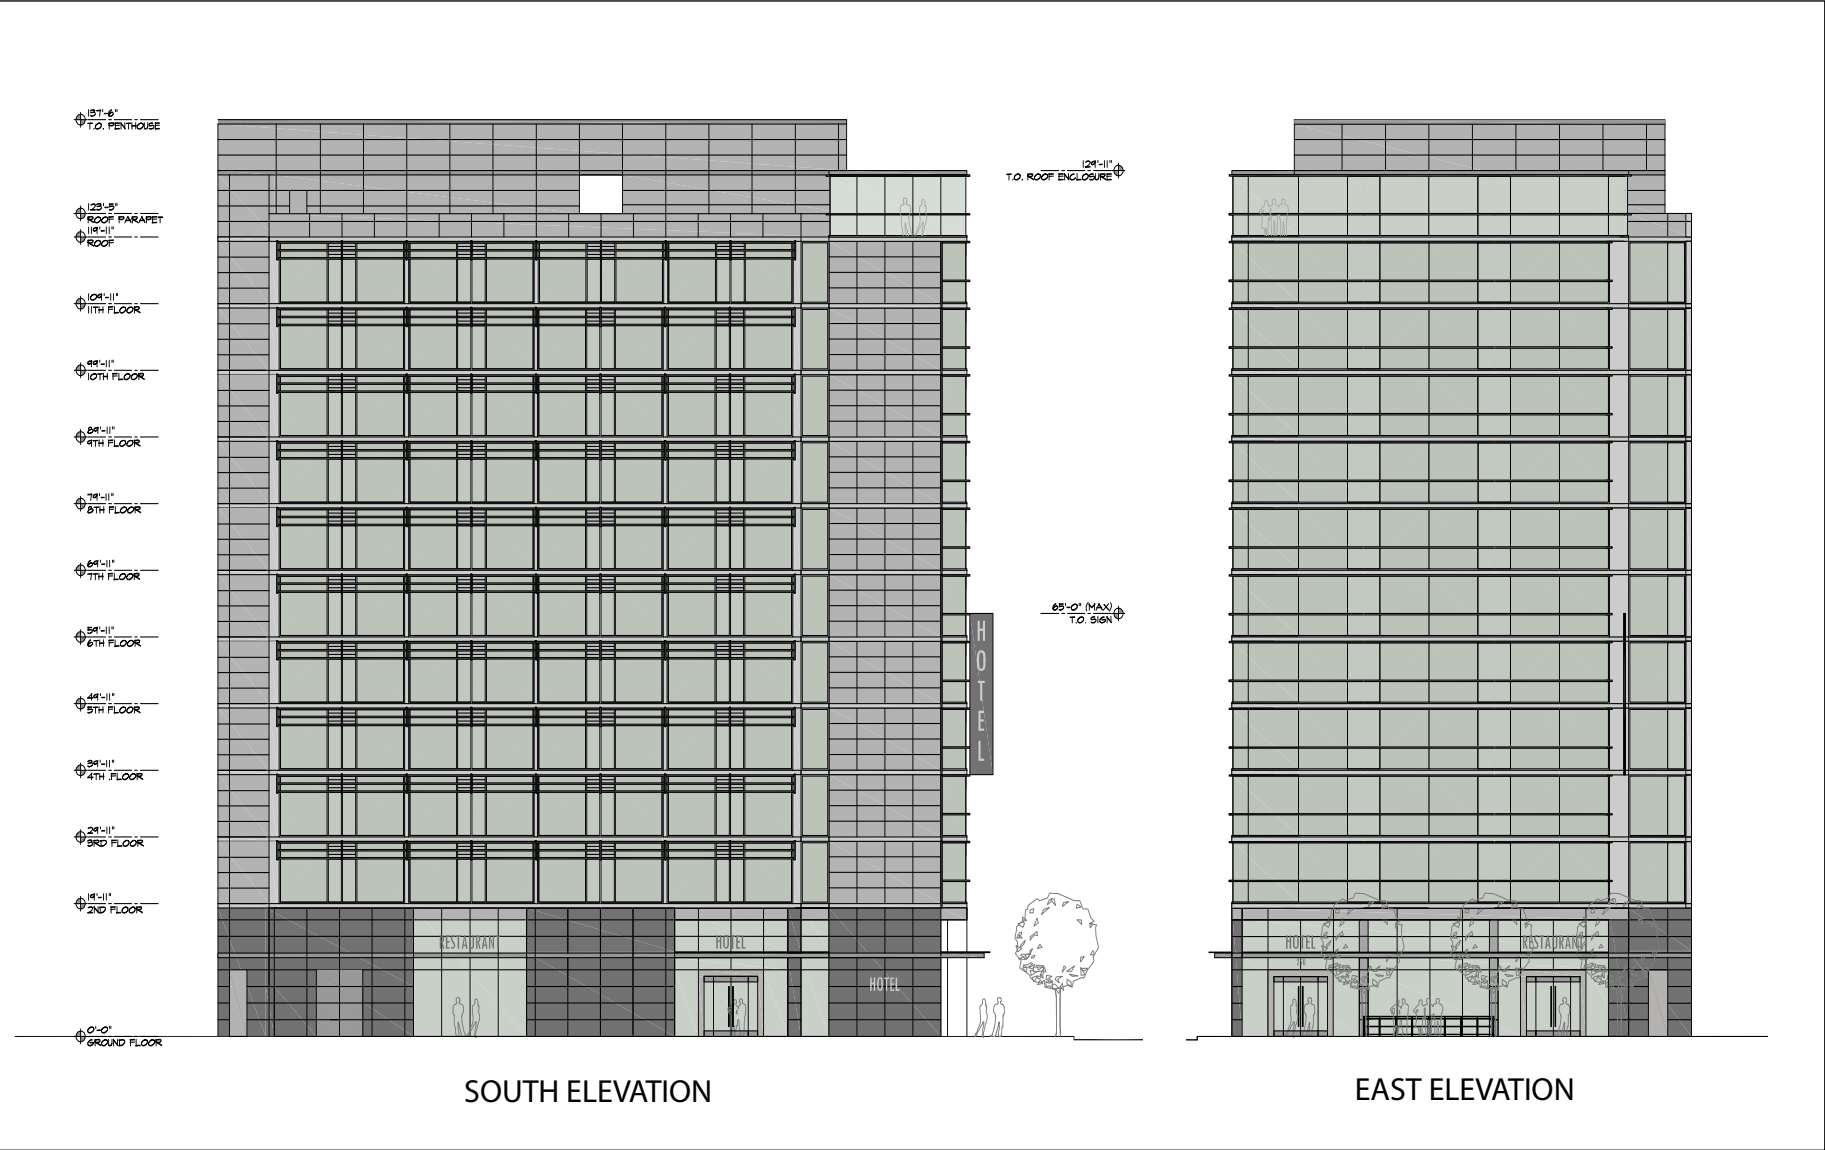 137'-6"
T.O. PENTHOUSE
129'-11"
T.O. ROOF ENCLOSURE
123'-5"
ROOF PARAPET
119'-11"
ROOF
109'-11"
11TH FLOOR
99'-11"
10TH FLOOR
89'-11"
9TH FLOOR
79'-11"
8TH FLOOR
69'-11"
7TH FLOOR
65'-0" (MAX)
T.O. SIGN
59'-11"
6TH FLOOR
HOTEL
49'-11"
5TH FLOOR
39'-11"
4TH FLOOR
29'-11"
3RD FLOOR
19'-11"
2ND FLOOR
RESTAURANT
HOTEL
HOTEL
HOTEL
RESTAURANT
0'-0"
GROUND FLOOR
SOUTH ELEVATION
EAST ELEVATION